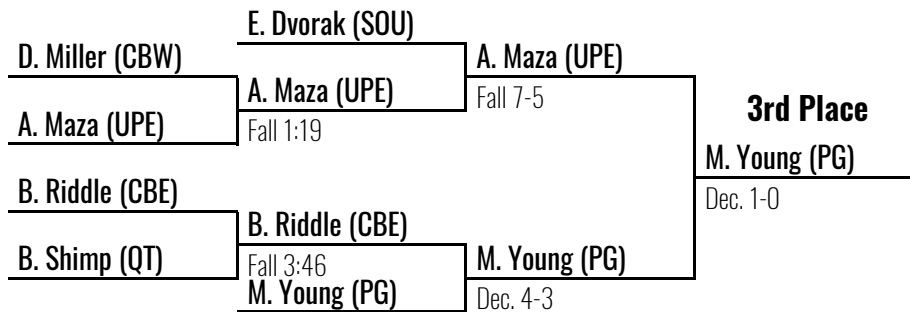 E. Dvorak (SOU)
D. Miller (CBW)
A. Maza (UPE)
A. Maza (UPE)
Fall 7-5
3rd Place
A. Maza (UPE)
Fall 1:19
M. Young (PG)
Dec. 1-0
B. Riddle (CBE)
B. Riddle (CBE)
B. Shimp (QT)
Fall 3:46
M. Young (PG)
M. Young (PG)
Dec. 4-3